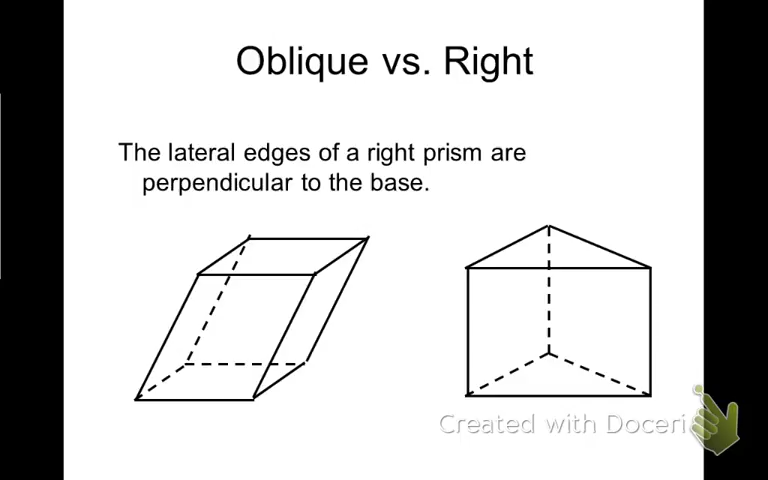 Oblique vs. Right
The lateral edges of a right prism are
perpendicular to the base.
Created with Doceri